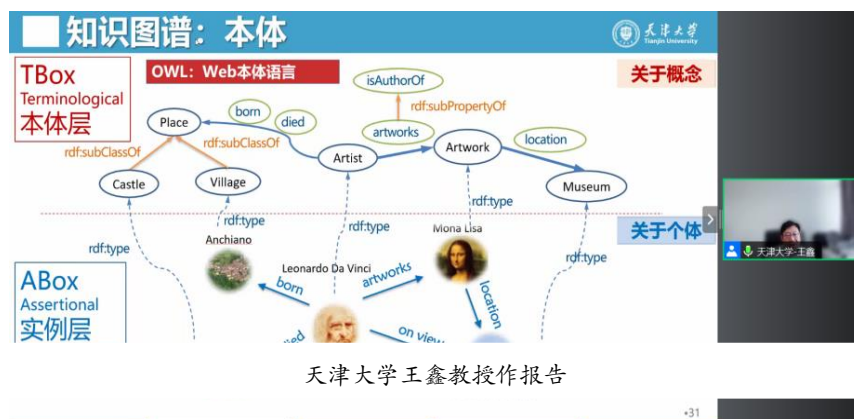 知识图谱：本体
天津大学
Tianjin University
TBox
Terminological
本体层
OWL：Web本体语言
关于概念
isAuthorOf
rdf:subPropertyOf
born
died
artworks
location
Place
Artist
Artwork
rdf:subClassOf
rdf:subClassOf
Castle
Village
Museum
rdf:type
rdf:type
rdf:type
rdf:type
rdf:type
关于个体
Anchiano
Mona Lisa
Leonardo Da Vinci
ABox
Assertional
实例层
born
artworks
location
on view
天津大学-王鑫
天津大学王鑫教授作报告
•31